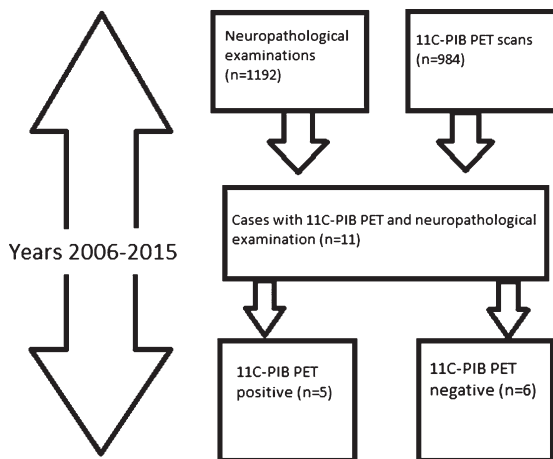 Neuropathological
examinations
(n=1192)
11C-PIB PET scans
(n=984)
Cases with 11C-PIB PET and neuropathological
examination (n=11)
Years 2006-2015
11C-PIB PET
positive (n=5)
11C-PIB PET
negative (n=6)